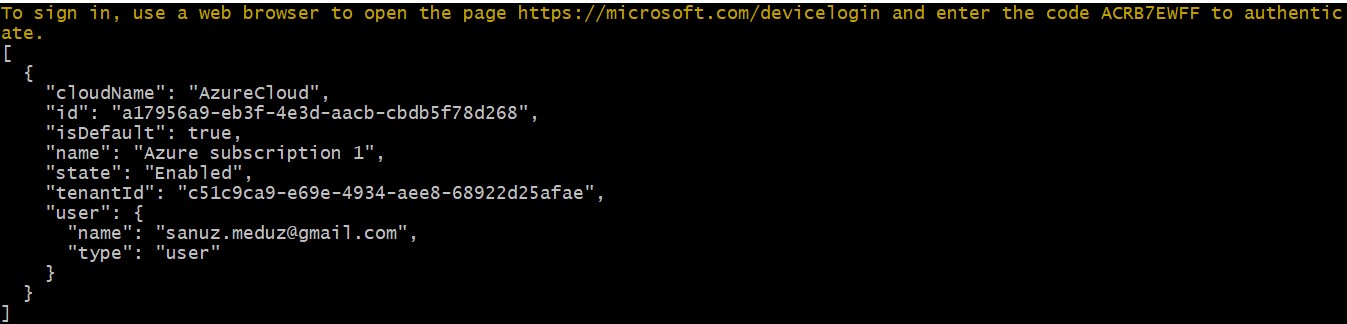 To sign in, use a web browser to open the page https://microsoft.com/devicelogin and enter the code ACRB7EWFF to authentic
ate.
[
  {
    "cloudName": "AzureCloud",
    "id": "a17956a9-eb3f-4e3d-aacb-cbdb5f78d268",
    "isDefault": true,
    "name": "Azure subscription 1",
    "state": "Enabled",
    "tenantId": "c51c9ca9-e69e-4934-aee8-68922d25afae",
    "user": {
      "name": "sanuz.meduz@gmail.com",
      "type": "user"
    }
  }
]